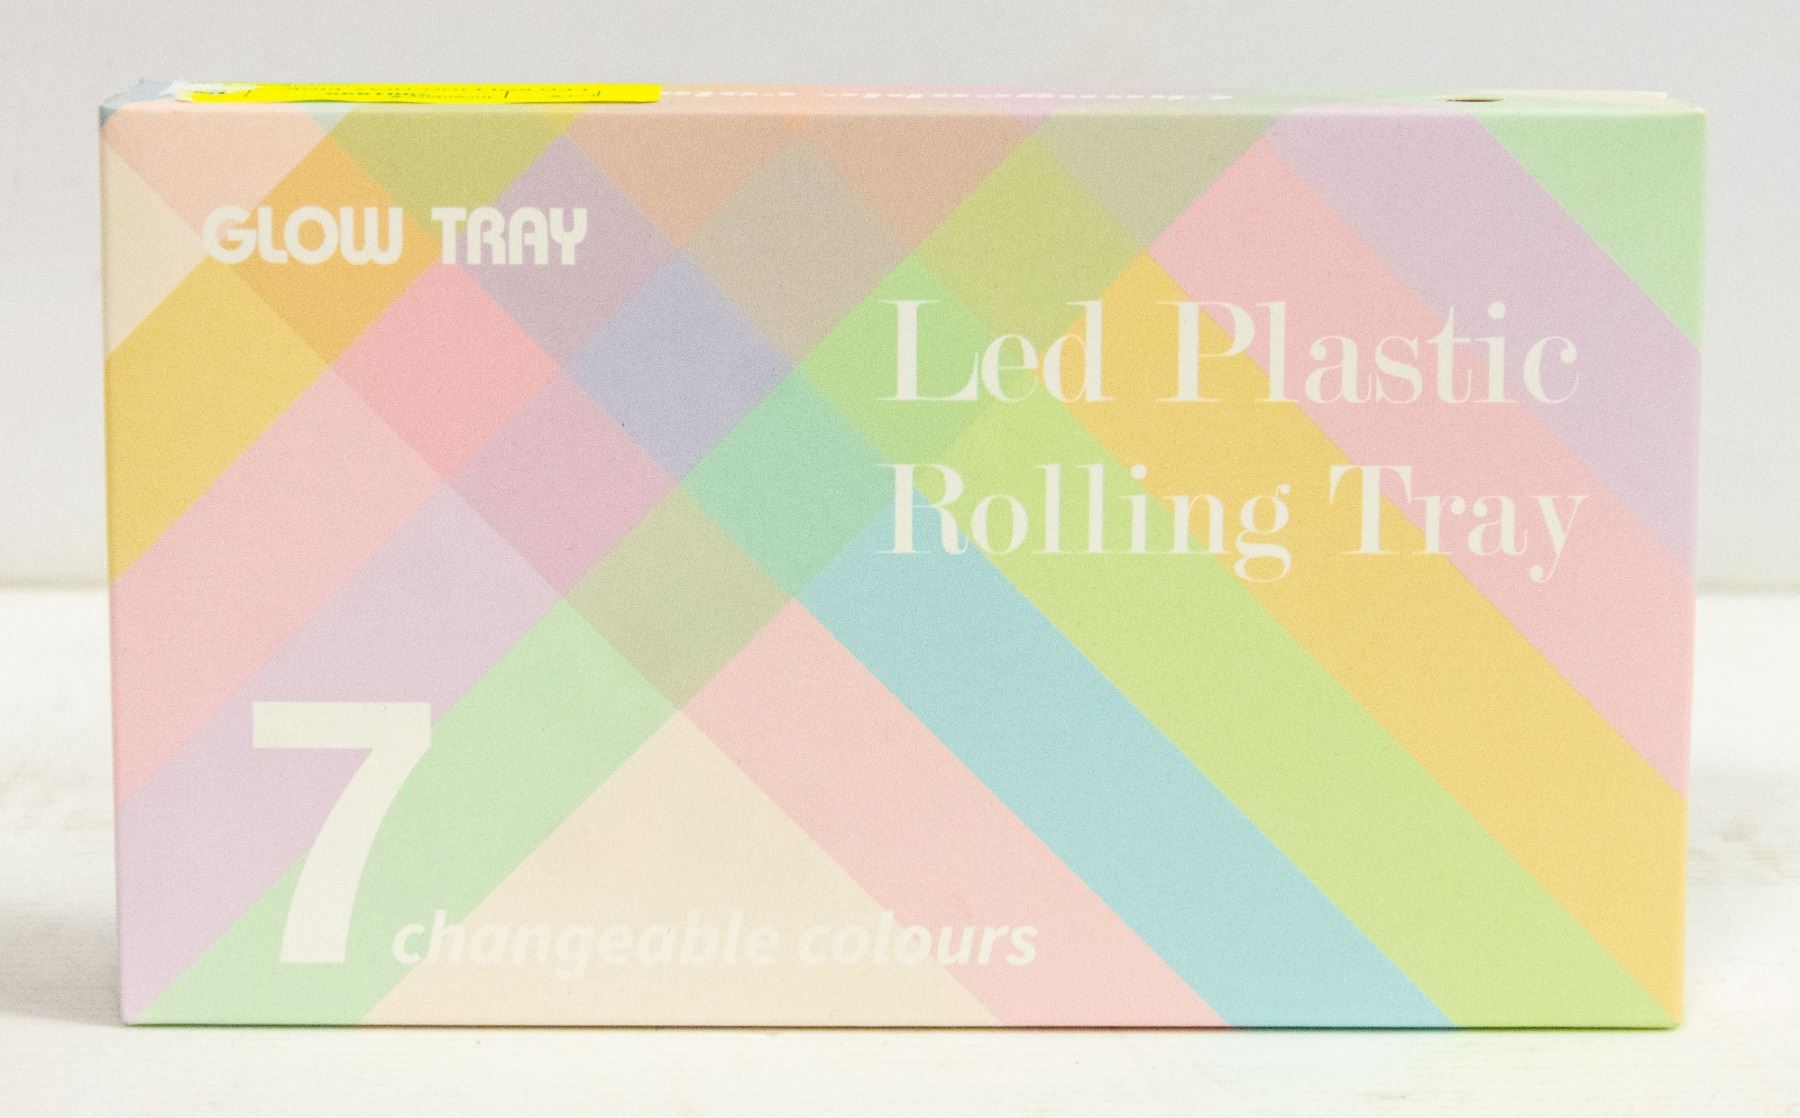 GLOW TRAY
Led Plastic
Rolling Tray
7 changeable colours